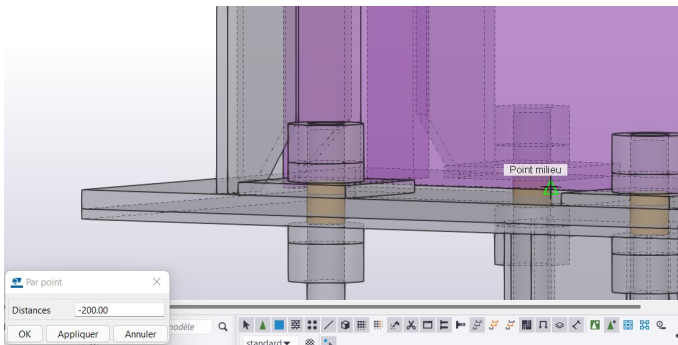 Point milieu
Par point
Distances
-200.00
OK
Appliquer
Annuler
modèle
standard